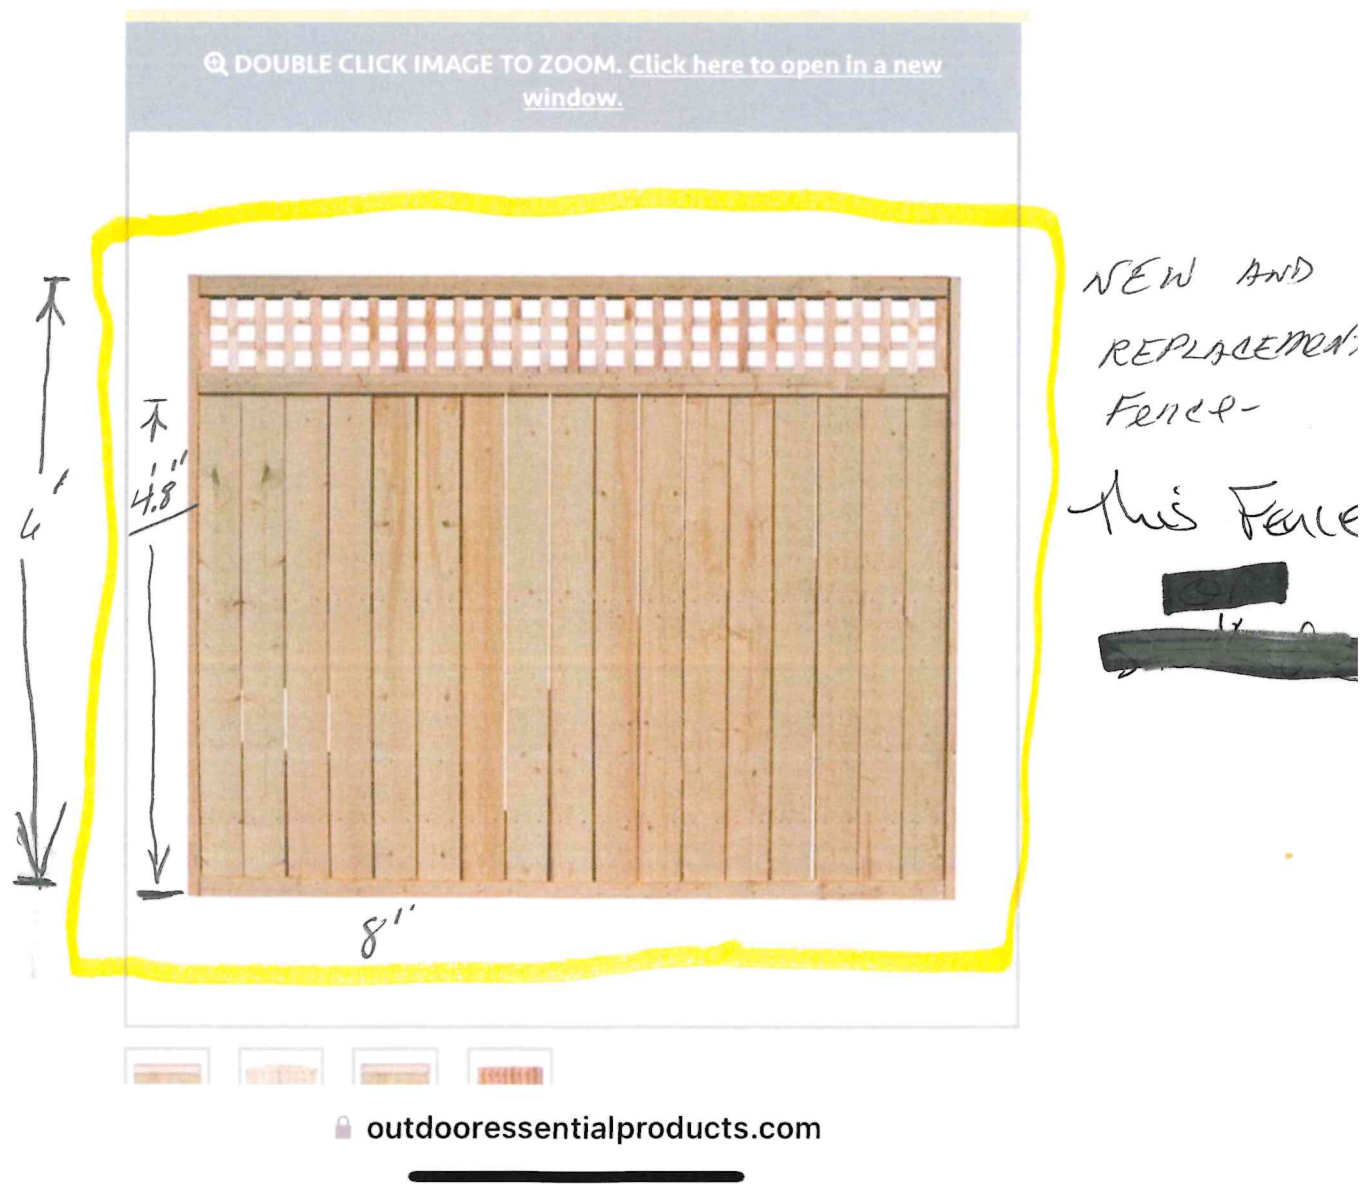 DOUBLE CLICK IMAGE TO ZOOM. Click here to open in a new
window.
NEW AND
REPLACEMENT
Fence-
This FENCE
6'
4'.8"
8''
outdooressentialproducts.com